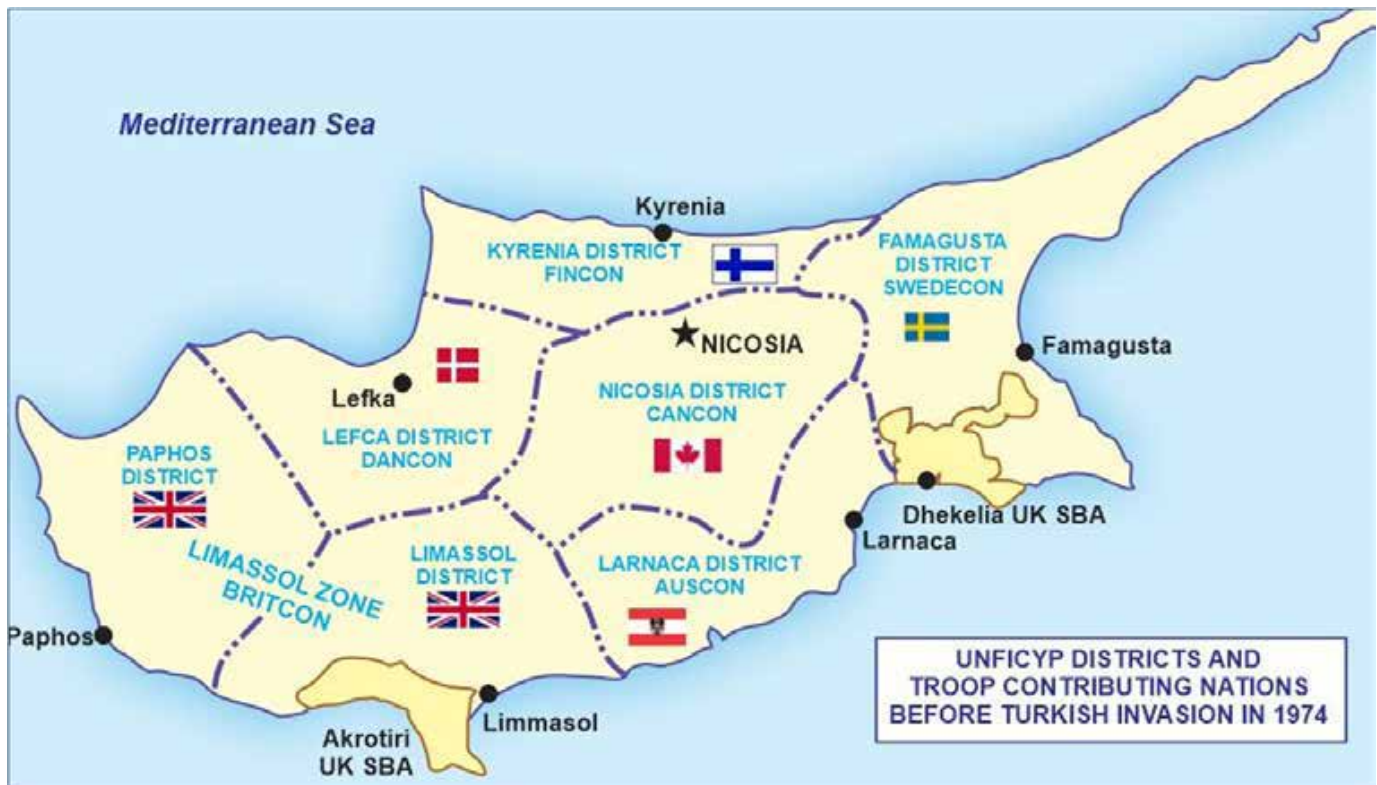 Mediterranean Sea
Kyrenia
KYRENIA DISTRICT
FINCON
FAMAGUSTA
DISTRICT
SWEDECON
NICOSIA
Famagusta
Lefka
LEFCA DISTRICT
DANCON
NICOSIA DISTRICT
CANCON
PAPHOS
DISTRICT
Dhekelia UK SBA
Larnaca
LIMASSOL ZONE
BRITCON
LIMASSOL
DISTRICT
LARNACA DISTRICT
AUSCON
Paphos
Limmasol
Akrotiri
UK SBA
UNFICYP DISTRICTS AND
TROOP CONTRIBUTING NATIONS
BEFORE TURKISH INVASION IN 1974